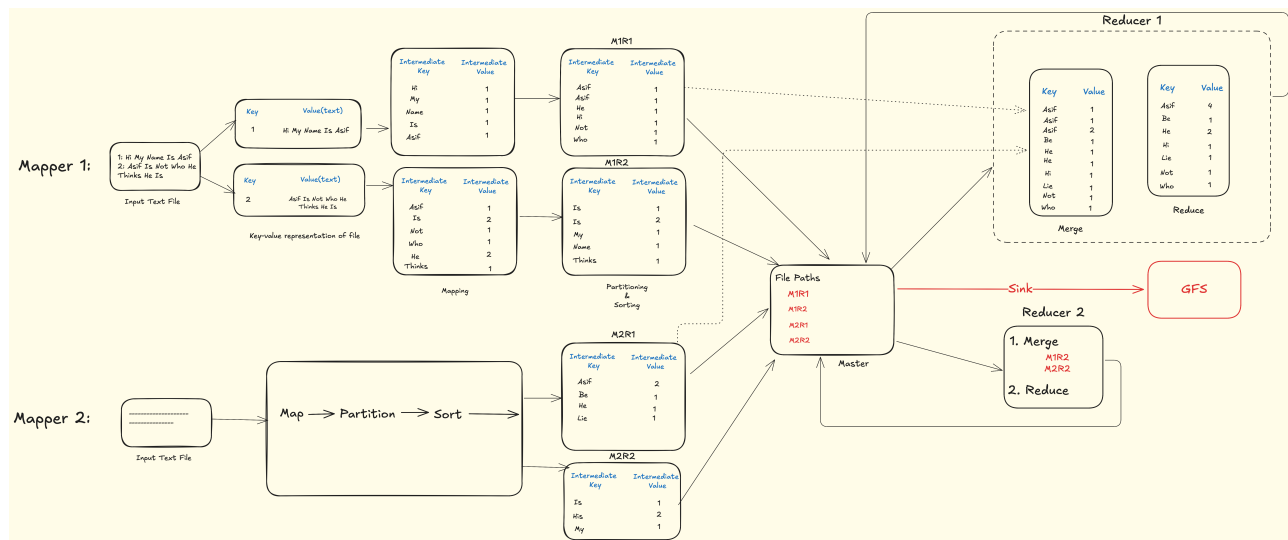 Reducer 1
M1R1
Intermediate Key Intermediate Value
Hi 1
My 1
Name 1
Is 1
Asif 1
Intermediate Key Intermediate Value
Asif 1
Asif 1
He 1
Hi 1
Not 1
Who 1
Key Value(text)
1 Hi My Name Is Asif
Mapper 1:
1: Hi My Name Is Asif
2: Asif Is Not Who He
Thinks He Is
Input Text File
Key Value(text)
2 Asif Is Not Who He
Thinks He Is
Key-value representation of file
Intermediate Key Intermediate Value
Asif 1
Is 2
Not 1
Who 1
He 2
Thinks 1
Mapping
M1R2
Intermediate Key Intermediate Value
Is 1
Is 2
My 1
Name 1
Thinks 1
Partitioning
&
Sorting
Key Value
Asif 1
Asif 1
Asif 2
Be 1
He 1
He 1
Hi 1
Lie 1
Not 1
Who 1
Merge
Key Value
Asif 4
Be 1
He 2
Hi 1
Lie 1
Not 1
Who 1
Reduce
File Paths
M1R1
M1R2
M2R1
M2R2
Master
Sink
GFS
Reducer 2
1. Merge
M1R2
M2R2
2. Reduce
Mapper 2:
Input Text File
Map
Partition
Sort
M2R1
Intermediate Key Intermediate Value
Asif 2
Be 1
He 1
Lie 1
M2R2
Intermediate Key Intermediate Value
Is 1
His 2
My 1